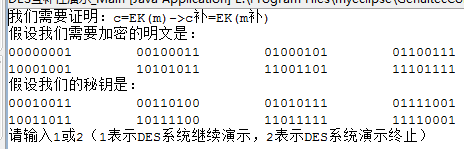 我们需要证明：c=EK(m)->c补=EK(m补)
假设我们需要加密的明文是：
00000001 00100011 01000101 01100111
10001001 10101011 11001101 11101111
假设我们的秘钥是：
00010011 00110100 01010111 01111001
10011011 10111100 11011111 11110001
请输入1或2（1表示DES系统继续演示，2表示DES系统演示终止）